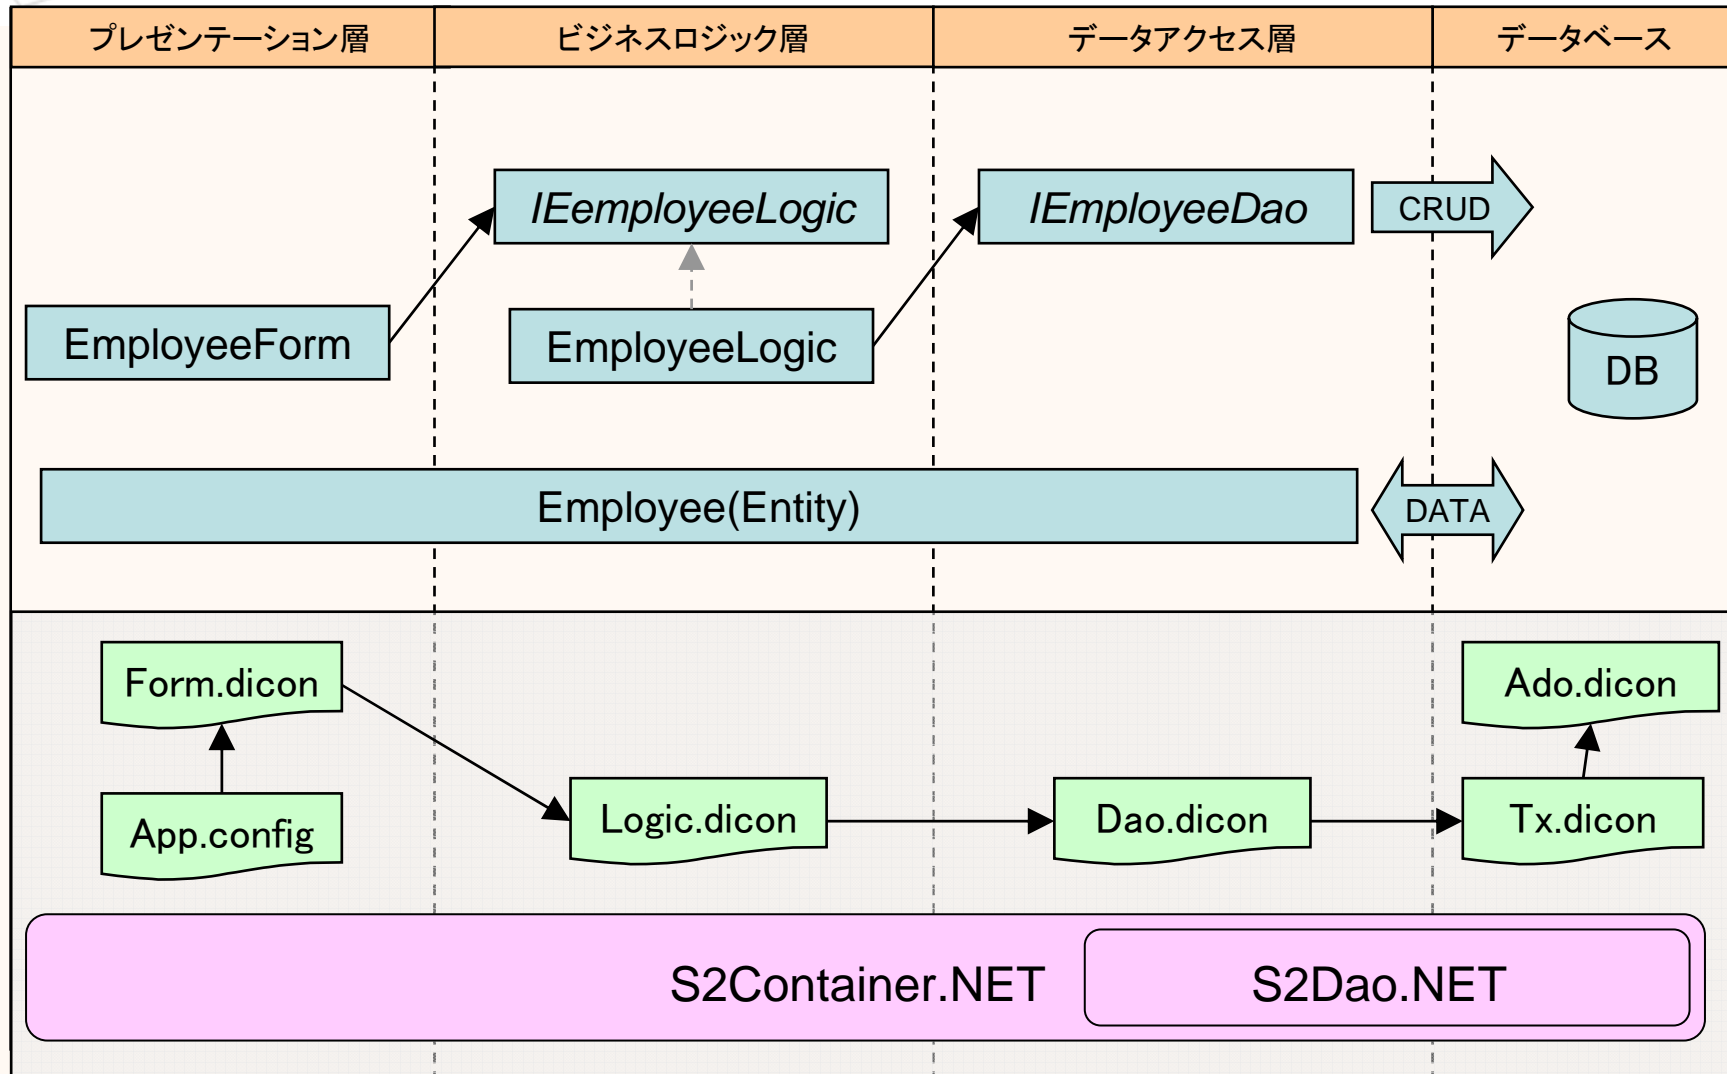 プレゼンテーション層
ビジネスロジック層
データアクセス層
データベース
IEemployeeLogic
IEmployeeDao
CRUD
EmployeeForm
EmployeeLogic
DB
Employee(Entity)
DATA
Form.dicon
Ado.dicon
App.config
Logic.dicon
Dao.dicon
Tx.dicon
S2Container.NET
S2Dao.NET